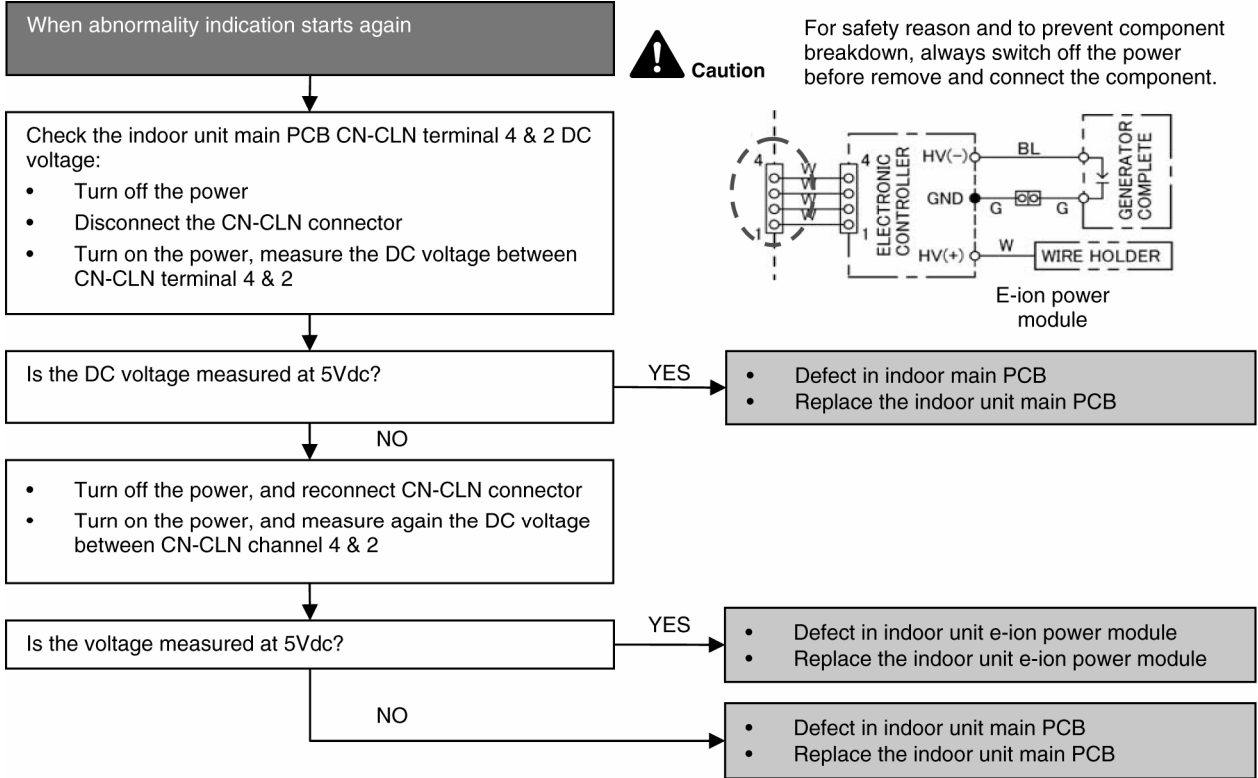 When abnormality indication starts again
Caution
For safety reason and to prevent component
breakdown, always switch off the power
before remove and connect the component.
Check the indoor unit main PCB CN-CLN terminal 4 & 2 DC
voltage:
• Turn off the power
• Disconnect the CN-CLN connector
• Turn on the power, measure the DC voltage between
CN-CLN terminal 4 & 2
4
1
W
W
W
W
4
1
ELECTRONIC
CONTROLLER
HV(-)
BL
GND
G
G
HV(+)
W
GENERATOR
COMPLETE
WIRE HOLDER
E-ion power
module
Is the DC voltage measured at 5Vdc?
YES
• Defect in indoor main PCB
• Replace the indoor unit main PCB
NO
• Turn off the power, and reconnect CN-CLN connector
• Turn on the power, and measure again the DC voltage
between CN-CLN channel 4 & 2
Is the voltage measured at 5Vdc?
YES
• Defect in indoor unit e-ion power module
• Replace the indoor unit e-ion power module
NO
• Defect in indoor unit main PCB
• Replace the indoor unit main PCB